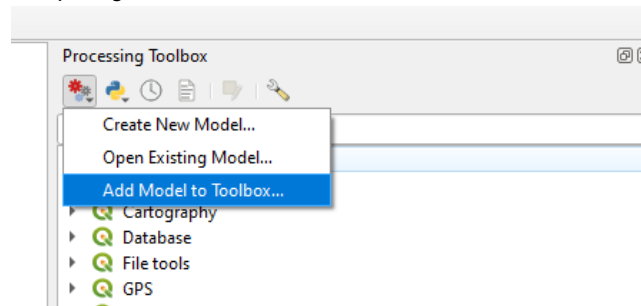 Processing Toolbox
Create New Model...
Open Existing Model...
Add Model to Toolbox...
Cartography
Database
File tools
GPS